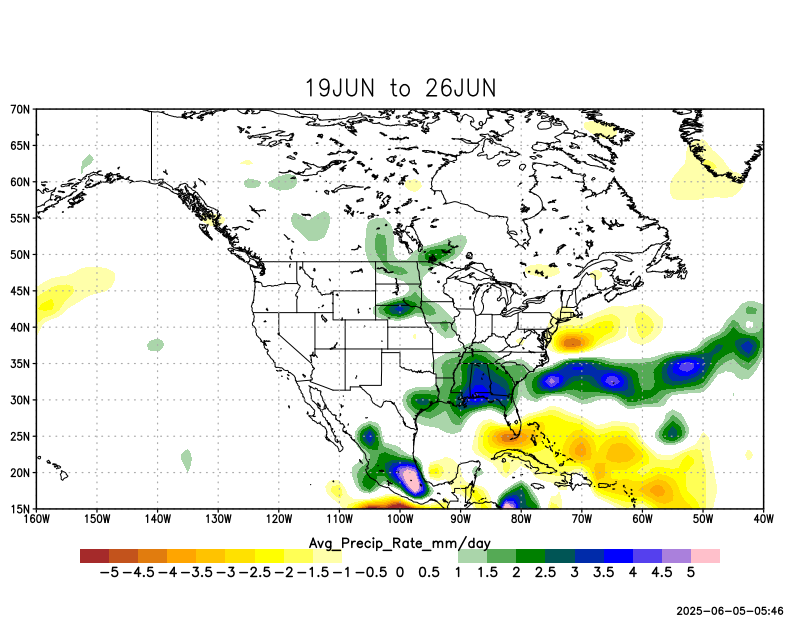 19JUN to 26JUN
70N
65N
60N
55N
50N
45N
40N
35N
30N
25N
20N
15N
160W 150W 140W 130W 120W 110W 100W 90W 80W 70W 60W 50W 40W
Avg_Precip_Rate_mm/day
-5 -4.5 -4 -3.5 -3 -2.5 -2 -1.5 -1 -0.5 0 0.5 1 1.5 2 2.5 3 3.5 4 4.5 5
2025-06-05-05:46